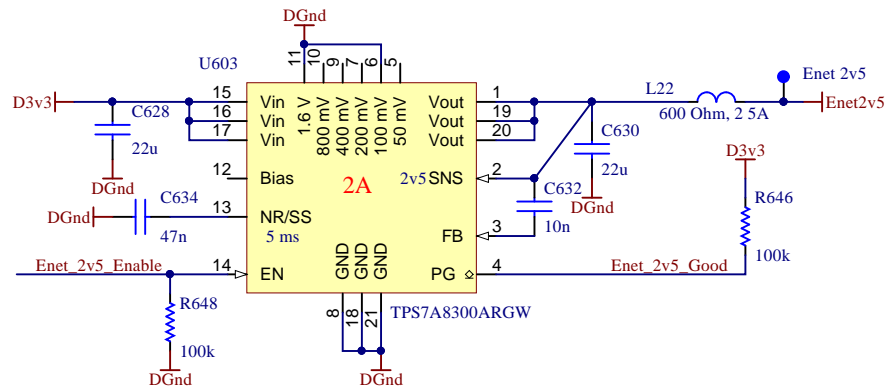 DGnd
U603
11
10
9
7
6
5
D3v3
C628
22u
DGnd
15
16
17
12
13
14
Vin
Vin
Vin
Bias
NR/SS
5 ms
EN
1.6 V
800 mV
400 mV
200 mV
100 mV
50 mV
2A
Vout
Vout
Vout
2v5 SNS
FB
PG
GND
GND
GND
1
19
20
2
3
4
8
18
21
TPS7A8300ARGW
DGnd
DGnd
C634
47n
Enet_2v5_Enable
R648
100k
DGnd
L22
600 Ohm, 2 5A
Enet 2v5
Enet2v5
C630
22u
DGnd
C632
10n
D3v3
R646
100k
Enet_2v5_Good